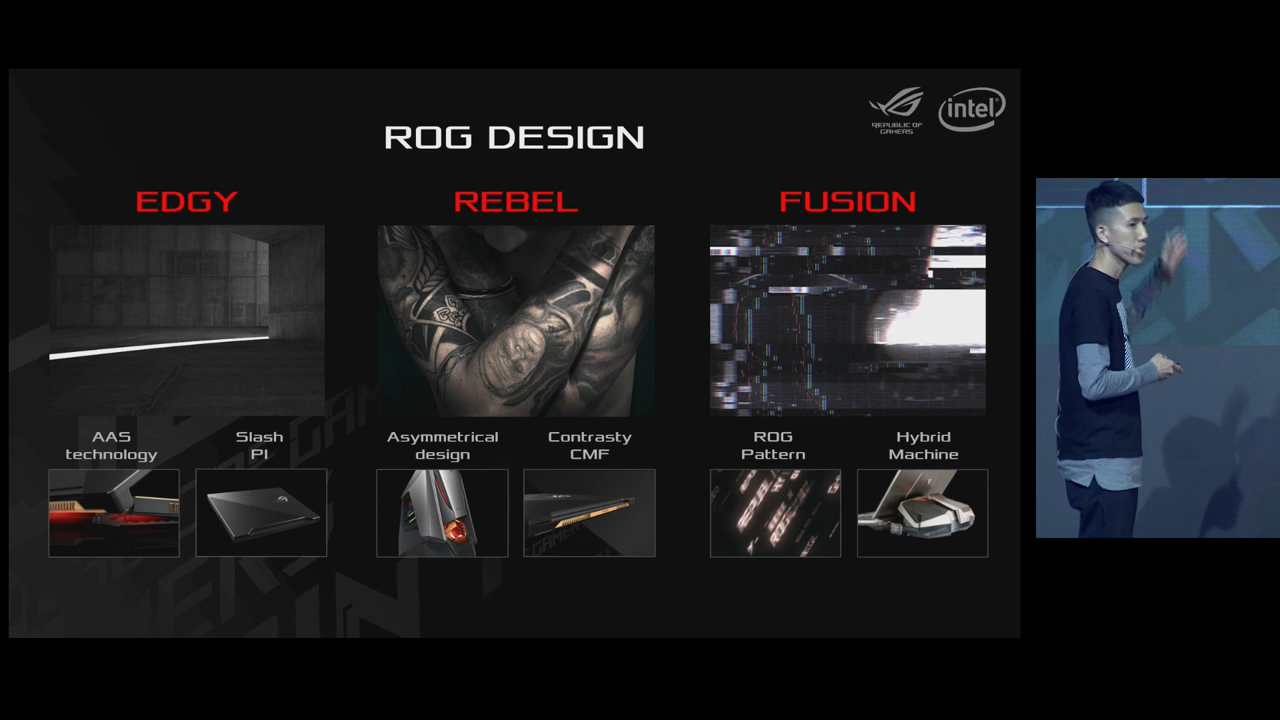 REPUBLIC OF
GAMERS
intel
ROG DESIGN
EDGY
REBEL
FUSION
AAS
technology
Slash
PI
Asymmetrical
design
Contrasty
CMF
ROG
Pattern
Hybrid
Machine